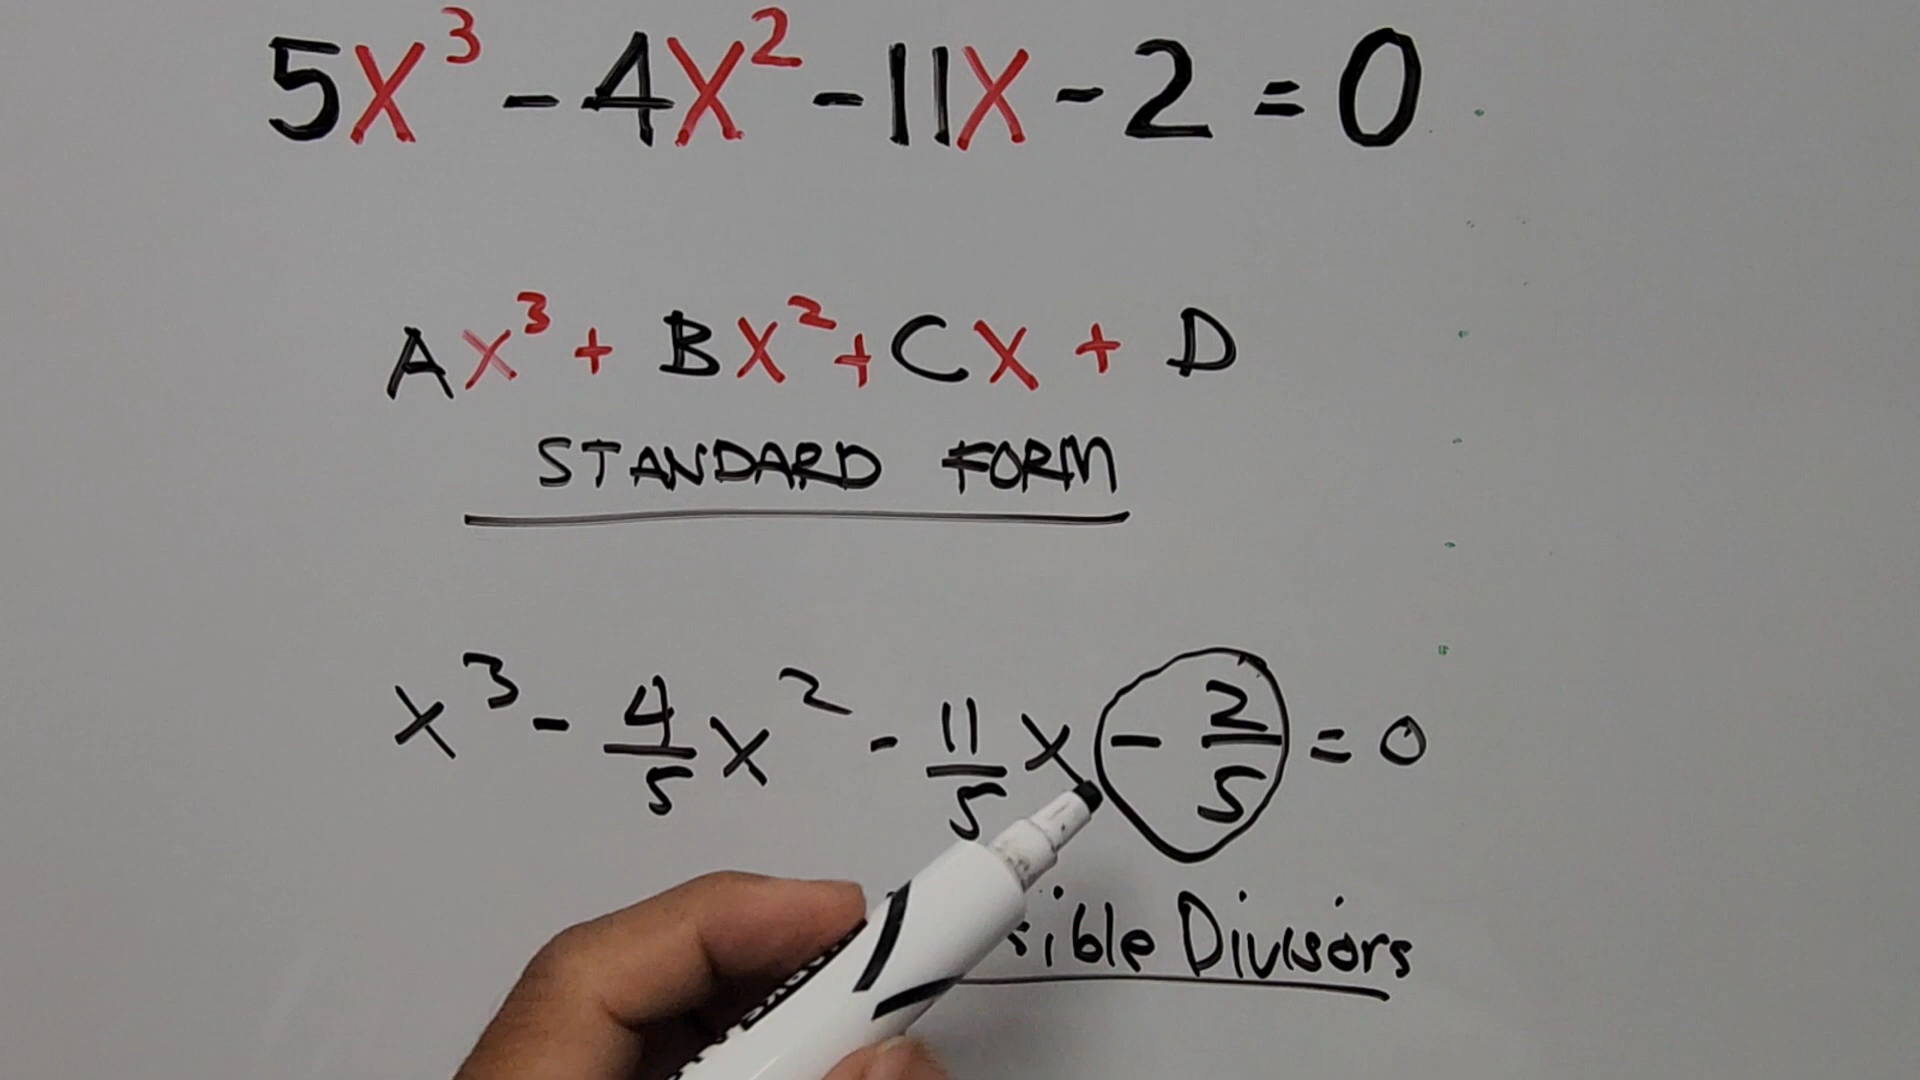 5x³ - 4x² - 11x - 2 = 0
Ax³ + Bx² + Cx + D
STANDARD FORM
x³ - 4/5 x² - 11/5 x - 2/5 = 0
Divisors